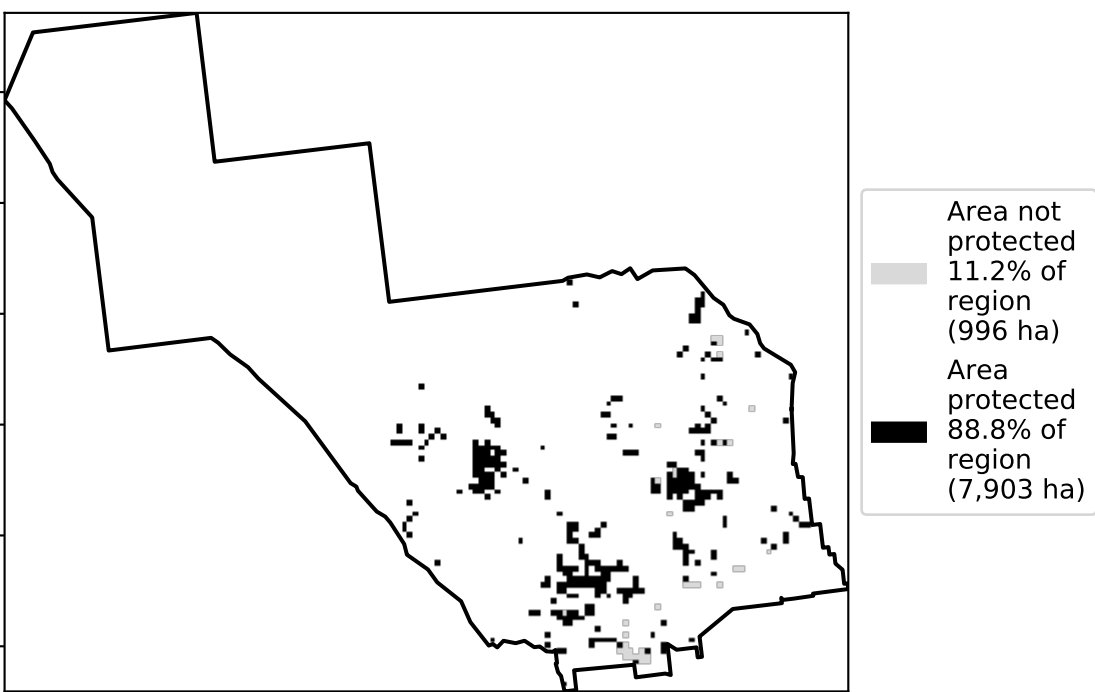 Area not
protected
11.2% of
region
(996 ha)
Area
protected
88.8% of
region
(7,903 ha)